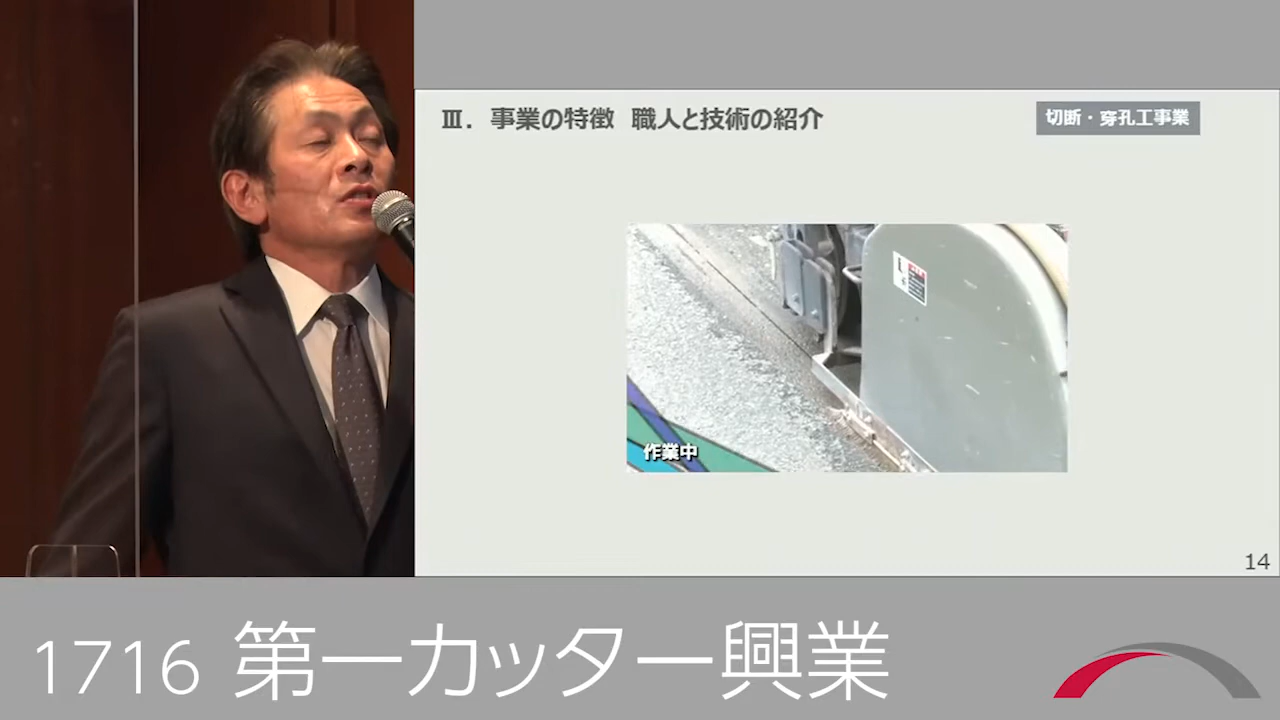 Ⅲ. 事業の特徴 職人と技術の紹介
切断・穿孔工事業
作業中
14
1716 第一カッター興業